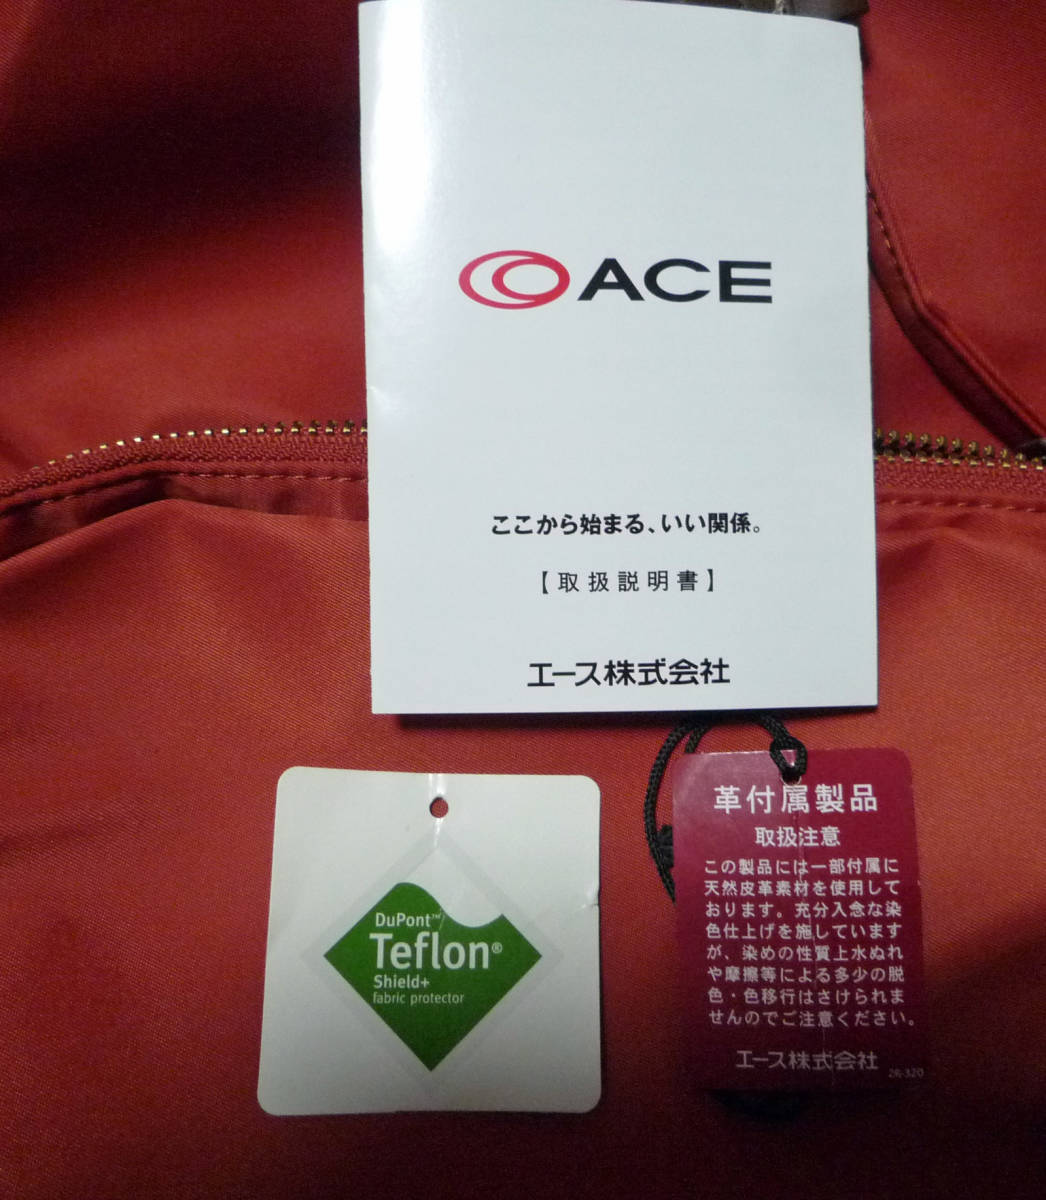 ACE
ここから始まる、いい関係。
【取扱説明書】
エース株式会社
DuPont™
Teflon®
Shield+
fabric protector
革付属製品
取扱注意
この製品には一部付属に
天然皮革素材を使用して
おります。充分入念な染
色仕上げを施しています
が、染めの性質上水ぬれ
や摩擦等による多少の脱
色・色移行はさけられま
せんのでご注意ください。
エース株式会社
2R-320